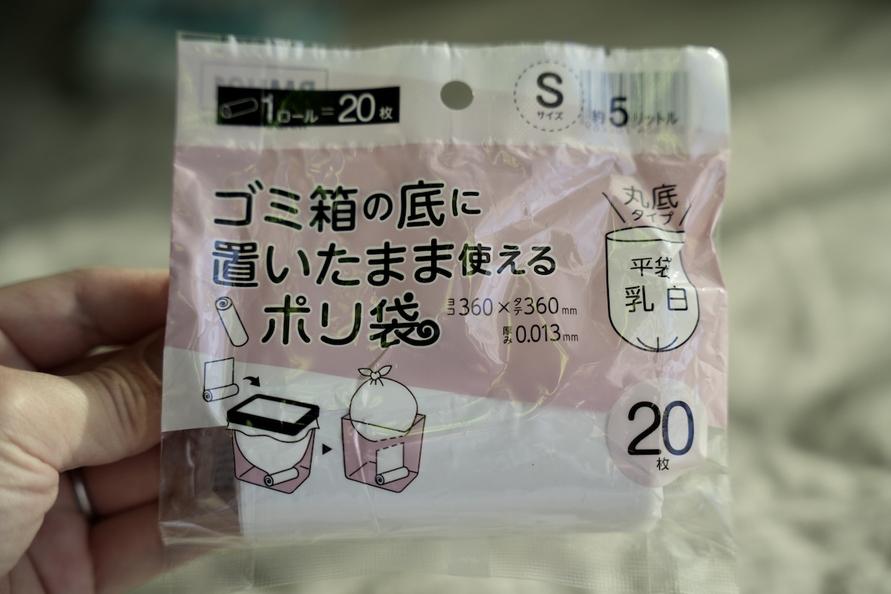 1ロール=20枚
S
サイズ
約5リットル
ゴミ箱の底に
置いたまま使える
ポリ袋
ヨコ360×タテ360mm
厚み0.013mm
丸底
タイプ
平袋
乳白
20
枚